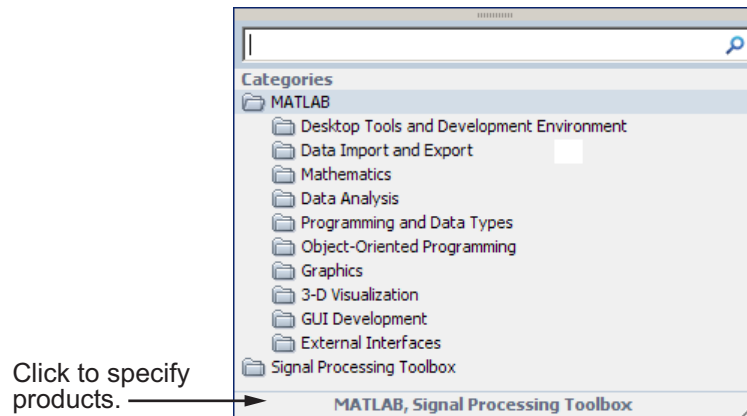 Categories
MATLAB
Desktop Tools and Development Environment
Data Import and Export
Mathematics
Data Analysis
Programming and Data Types
Object-Oriented Programming
Graphics
3-D Visualization
GUI Development
External Interfaces
Signal Processing Toolbox
Click to specify
products.
MATLAB, Signal Processing Toolbox